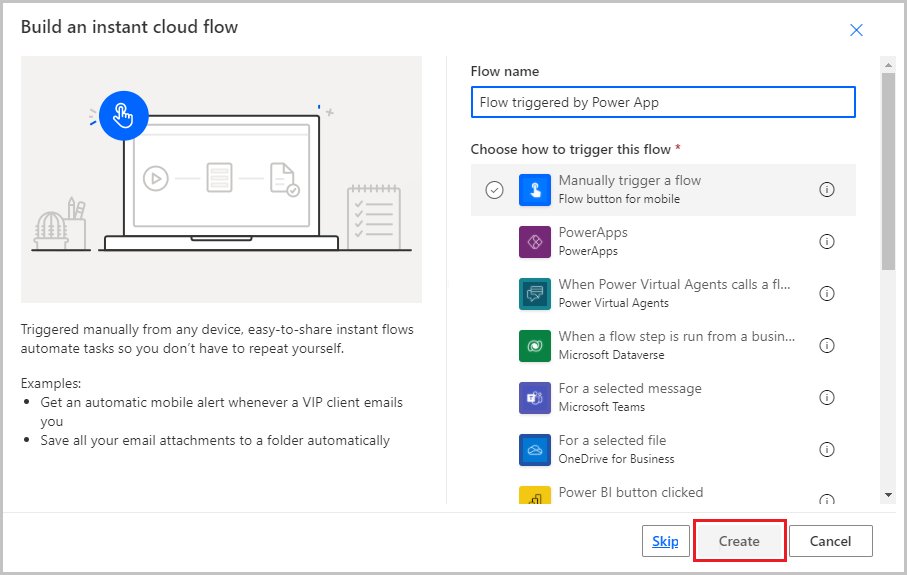 Build an instant cloud flow
Triggered manually from any device, easy-to-share instant flows
automate tasks so you don't have to repeat yourself.
Examples:
Get an automatic mobile alert whenever a VIP client emails
you
Save all your email attachments to a folder automatically
Flow name
Flow triggered by Power App
Choose how to trigger this flow *
Manually trigger a flow
Flow button for mobile
PowerApps
PowerApps
When Power Virtual Agents calls a fl...
Power Virtual Agents
When a flow step is run from a busin...
Microsoft Dataverse
For a selected message
Microsoft Teams
For a selected file
OneDrive for Business
Power BI button clicked
Skip
Create
Cancel